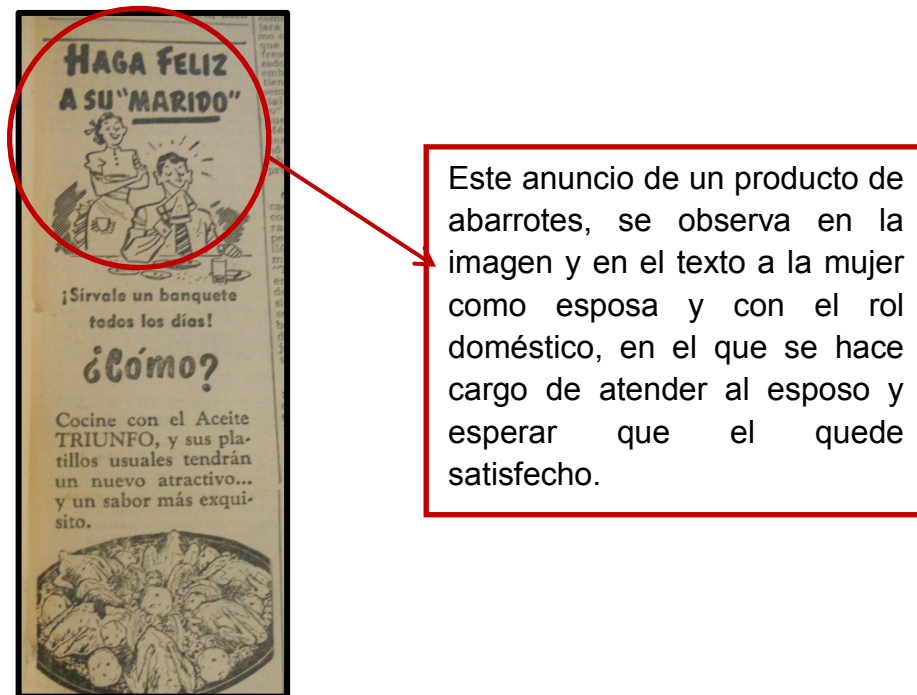 HAGA FELIZ
A SU "MARIDO"
¡Sírvale un banquete
todos los días!
¿Cómo?
Cocine con el Aceite
TRIUNFO, y sus pla-
tillos usuales tendrán
un nuevo atractivo...
y un sabor más exqui-
sito.
Este anuncio de un producto de
abarrotes, se observa en la
imagen y en el texto a la mujer
como esposa y con el rol
doméstico, en el que se hace
cargo de atender al esposo y
esperar que el quede
satisfecho.